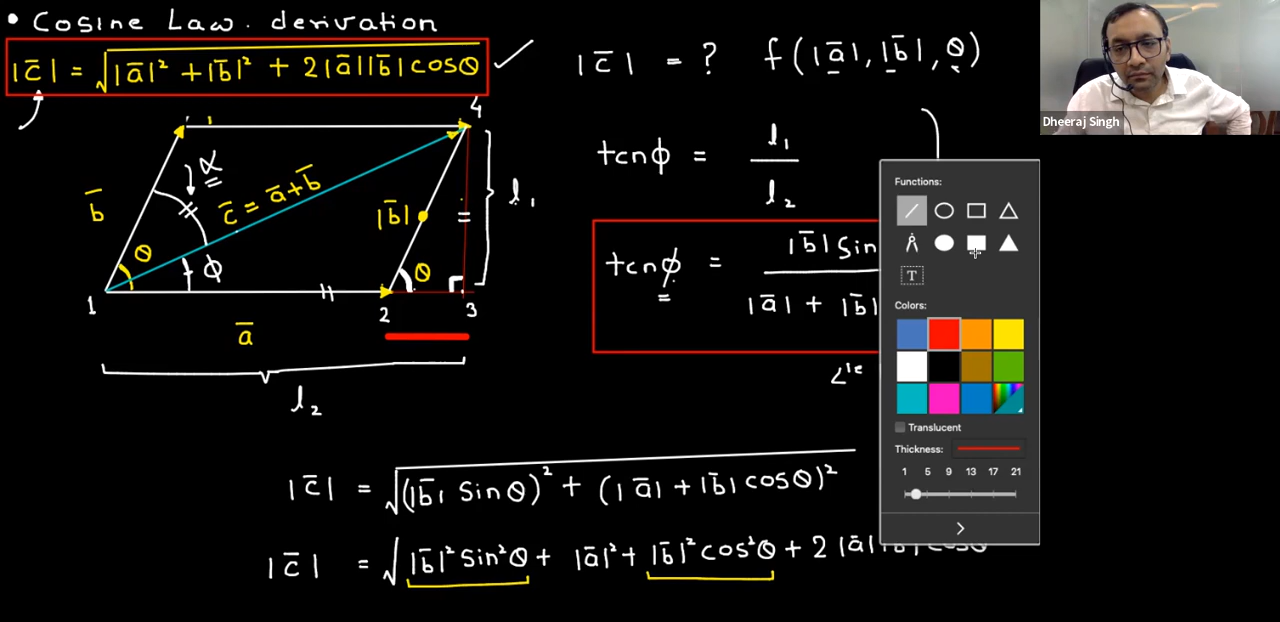 • Cosine Law. derivation
|c̄| = √|ā|² + |b̄|² + 2|ā||b̄| cosθ
|c̄| = ? f(|ā|, |b̄|, θ)
Dheeraj Singh
4
α
b̄
c̄ = ā+b̄
|b̄|
l₁
θ
ϕ
θ
1
2
3
ā
l₂
tanϕ = l₁ / l₂
tanϕ = |b̄| Sin
|ā| + |b̄|
∠le
|c̄| = √(|b̄| Sinθ)² + (|ā| + |b̄| cosθ)²
|c̄| = √|b̄|² Sin²θ + |ā|² + |b̄|² cos²θ + 2|ā||b̄| cosθ
Functions:
T
Colors:
Translucent
Thickness:
1 5 9 13 17 21